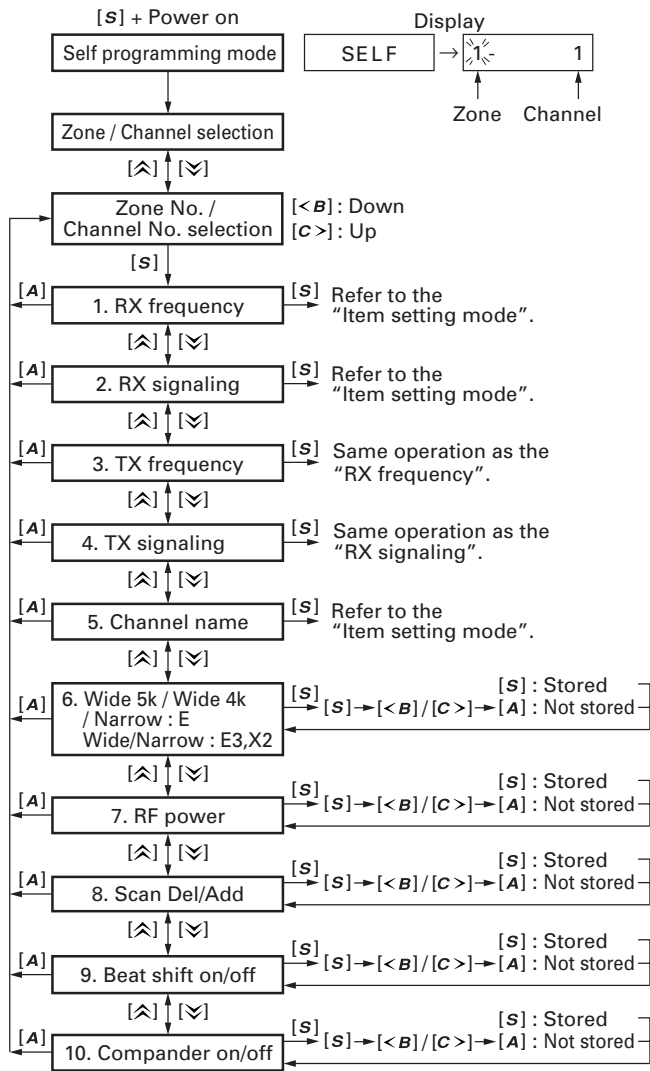 [S] + Power on
Self programming mode
Display
SELF → 1- 1
Zone Channel
Zone / Channel selection
[︽] [︾]
Zone No. /
Channel No. selection
[<B] : Down
[C>] : Up
[S]
[A] 1. RX frequency [S] Refer to the
"Item setting mode".
[︽] [︾]
[A] 2. RX signaling [S] Refer to the
"Item setting mode".
[︽] [︾]
[A] 3. TX frequency [S] Same operation as the
"RX frequency".
[︽] [︾]
[A] 4. TX signaling [S] Same operation as the
"RX signaling".
[︽] [︾]
[A] 5. Channel name [S] Refer to the
"Item setting mode".
[︽] [︾]
[A] 6. Wide 5k / Wide 4k
/ Narrow : E
Wide/Narrow : E3,X2
[S] [S]→[<B]/[C>]→ [S] : Stored
[A] : Not stored
[︽] [︾]
[A] 7. RF power [S] [S]→[<B]/[C>]→ [S] : Stored
[A] : Not stored
[︽] [︾]
[A] 8. Scan Del/Add [S] [S]→[<B]/[C>]→ [S] : Stored
[A] : Not stored
[︽] [︾]
[A] 9. Beat shift on/off [S] [S]→[<B]/[C>]→ [S] : Stored
[A] : Not stored
[︽] [︾]
[A] 10. Compander on/off [S] [S]→[<B]/[C>]→ [S] : Stored
[A] : Not stored